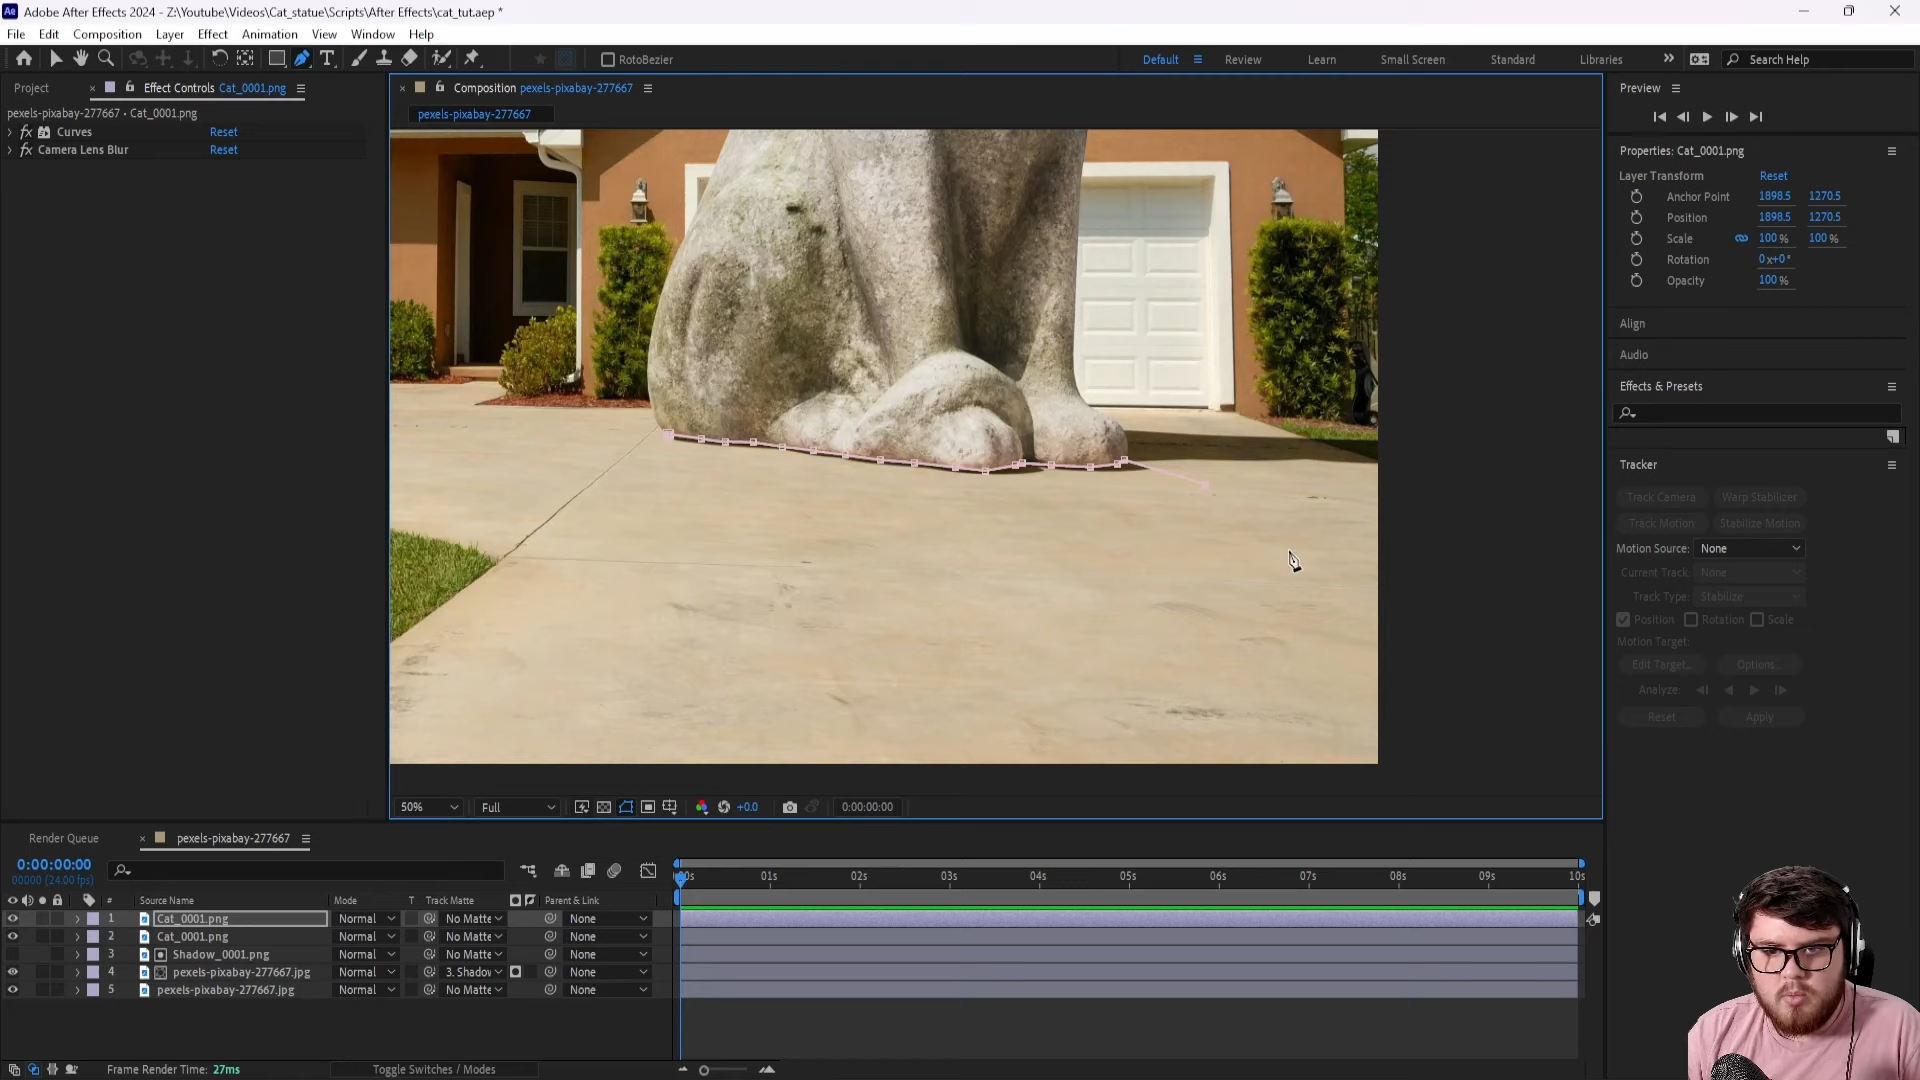 Adobe After Effects 2024 - Z:\Youtube\Videos\Cat_statue\Scripts\After Effects\cat_tut.aep *
File Edit Composition Layer Effect Animation View Window Help
RotoBezier
Default Review Learn Small Screen Standard Libraries Search Help
Project
Effect Controls Cat_0001.png
pexels-pixabay-277667 • Cat_0001.png
fx Curves Reset
fx Camera Lens Blur Reset
Composition pexels-pixabay-277667
pexels-pixabay-277667
50% Full +0.0 0:00:00:00
Preview
Properties: Cat_0001.png
Layer Transform Reset
Anchor Point 1898.5 1270.5
Position 1898.5 1270.5
Scale 100 % 100 %
Rotation 0 x+0 °
Opacity 100 %
Align
Audio
Effects & Presets
Tracker
Track Camera Warp Stabilizer
Track Motion Stabilize Motion
Motion Source: None
Current Track: None
Track Type: Stabilize
Position Rotation Scale
Motion Target:
Edit Target... Options...
Analyze:
Reset Apply
Render Queue pexels-pixabay-277667
0:00:00:00
00000 (24.00 fps)
# Source Name Mode T Track Matte Parent & Link
1 Cat_0001.png Normal No Matte None
2 Cat_0001.png Normal No Matte None
3 Shadow_0001.png Normal No Matte None
4 pexels-pixabay-277667.jpg Normal 3. Shadov None
5 pexels-pixabay-277667.jpg Normal No Matte None
00s 01s 02s 03s 04s 05s 06s 07s 08s 09s 10s
Frame Render Time: 27ms Toggle Switches / Modes